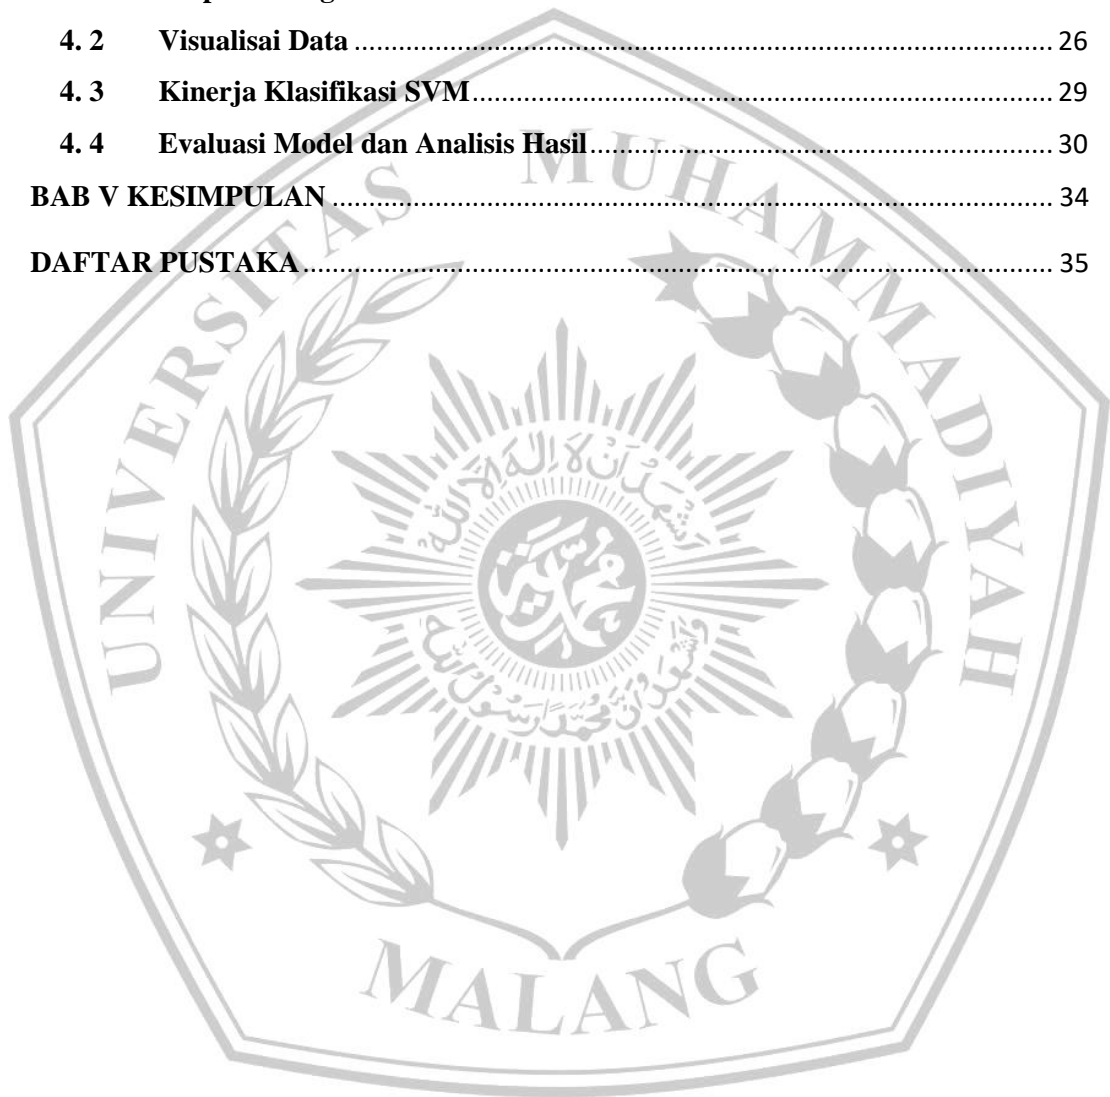 4. 2 Visualisai Data ........................................................................................................ 26
4. 3 Kinerja Klasifikasi SVM ........................................................................................ 29
4. 4 Evaluasi Model dan Analisis Hasil ........................................................................ 30
BAB V KESIMPULAN ........................................................................................................ 34
DAFTAR PUSTAKA ............................................................................................................ 35
UNIVERSITAS MUHAMMADIYAH
MALANG